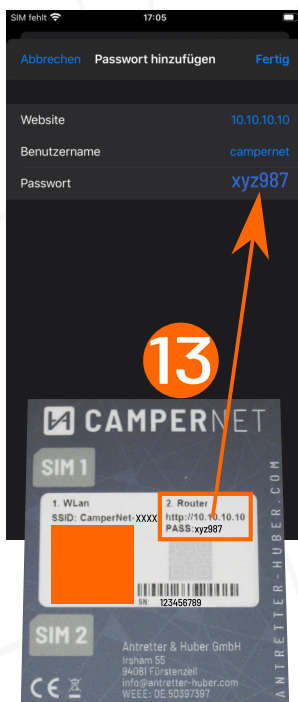 SIM fehlt 17:05
Abbrechen Passwort hinzufügen Fertig
Website 10.10.10.10
Benutzername campernet
Passwort xyz987
13
CAMPERNET
SIM 1
1. WLan
SSID: CamperNet-XXXX
2. Router
http://10.10.10.10
PASS:xyz987
SN: 123456789
SIM 2
Antretter & Huber GmbH
Irsham 55
94081 Fürstenzell
info@antretter-huber.com
WEEE: DE 50397397
CE
ANTRETTER-HUBER.COM